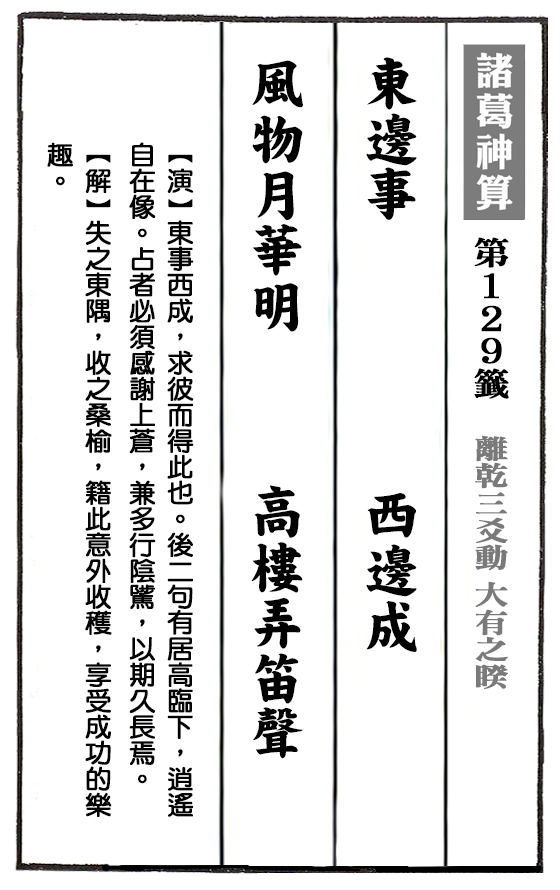 諸葛神算 第129籤 離乾三爻動 大有之睽
東邊事 西邊成
風物月華明 高樓弄笛聲
【演】東事西成，求彼而得此也。後二句有居高臨下，逍遙
自在像。占者必須感謝上蒼，兼多行陰騭，以期久長焉。
【解】失之東隅，收之桑榆，籍此意外收穫，享受成功的樂
趣。